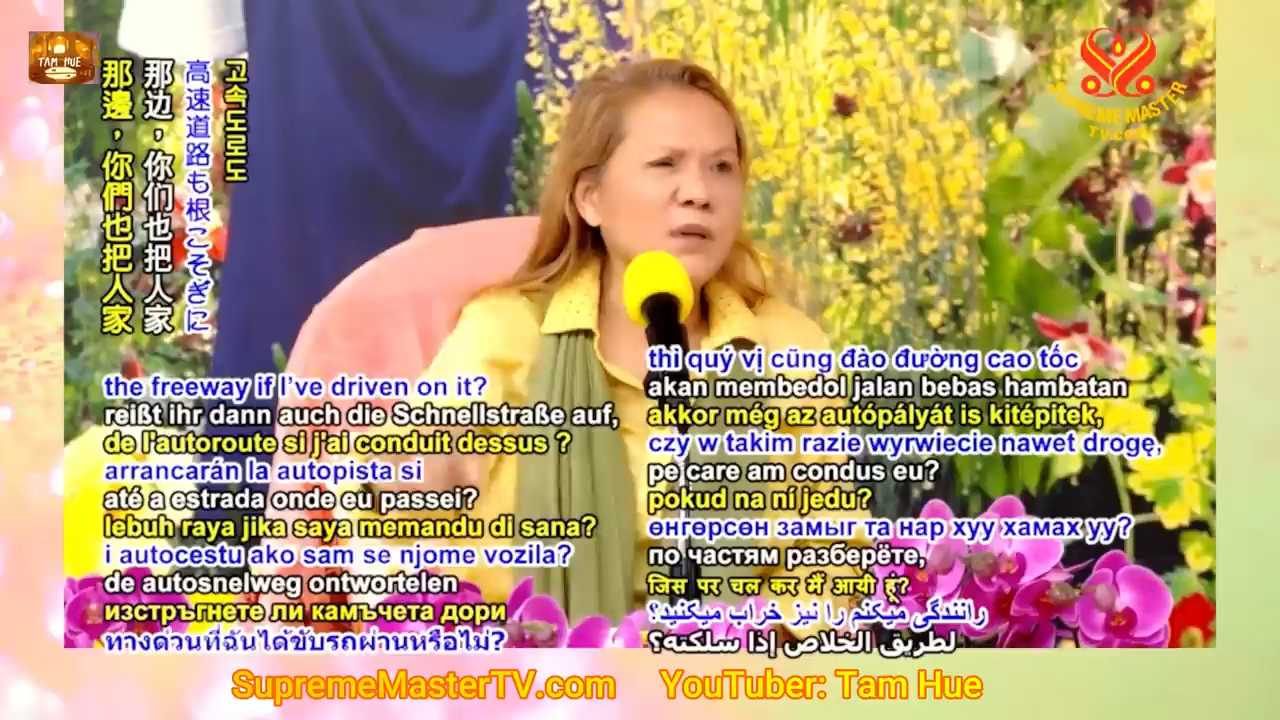 TAM HUE
SUPREME MASTER
TV.com
고속도로도
高速道路も根こそぎに
那边，你们也把人家
那邊，你們也把人家
the freeway if I've driven on it?
reißt ihr dann auch die Schnellstraße auf,
de l'autoroute si j'ai conduit dessus ?
arrancarán la autopista si
até a estrada onde eu passei?
lebuh raya jika saya memandu di sana?
i autocestu ako sam se njome vozila?
de autosnelweg ontwortelen
изстръгнете ли камъчета дори
ทางด่วนที่ฉันได้ขับรถผ่านหรือไม่?
thì quý vị cũng đào đường cao tốc
akan membedol jalan bebas hambatan
akkor még az autópályát is kitépitek,
czy w takim razie wyrwiecie nawet drogę,
pe care am condus eu?
pokud na ní jedu?
өнгөрсөн замыг та нар хуу хамах уу?
по частям разберёте,
जिस पर चल कर मैं आयी हूं?
رانندگی میکنم را نیز خراب میکنید؟
لطريق الخلاص إذا سلكته؟
SupremeMasterTV.com YouTuber: Tam Hue